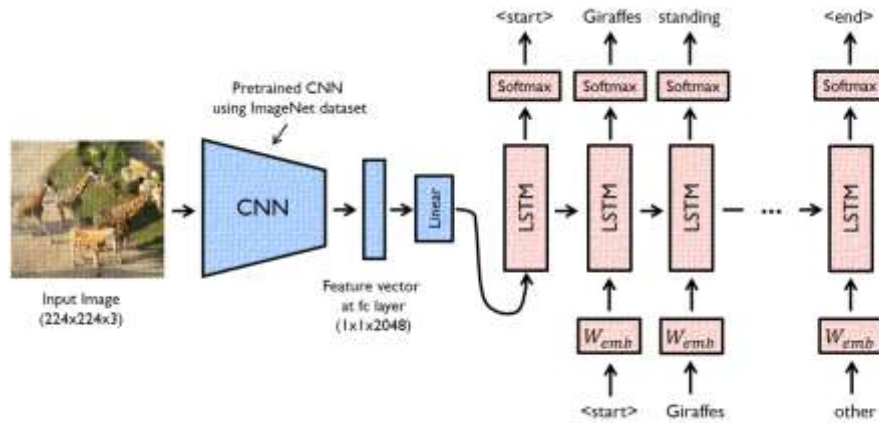 <start> Giraffes standing <end>
Softmax Softmax Softmax Softmax
Pretrained CNN
using ImageNet dataset
CNN
Linear
LSTM LSTM LSTM ... LSTM
Input Image
(224x224x3)
Feature vector
at fc layer
(1x1x2048)
W_emb W_emb W_emb
<start> Giraffes other